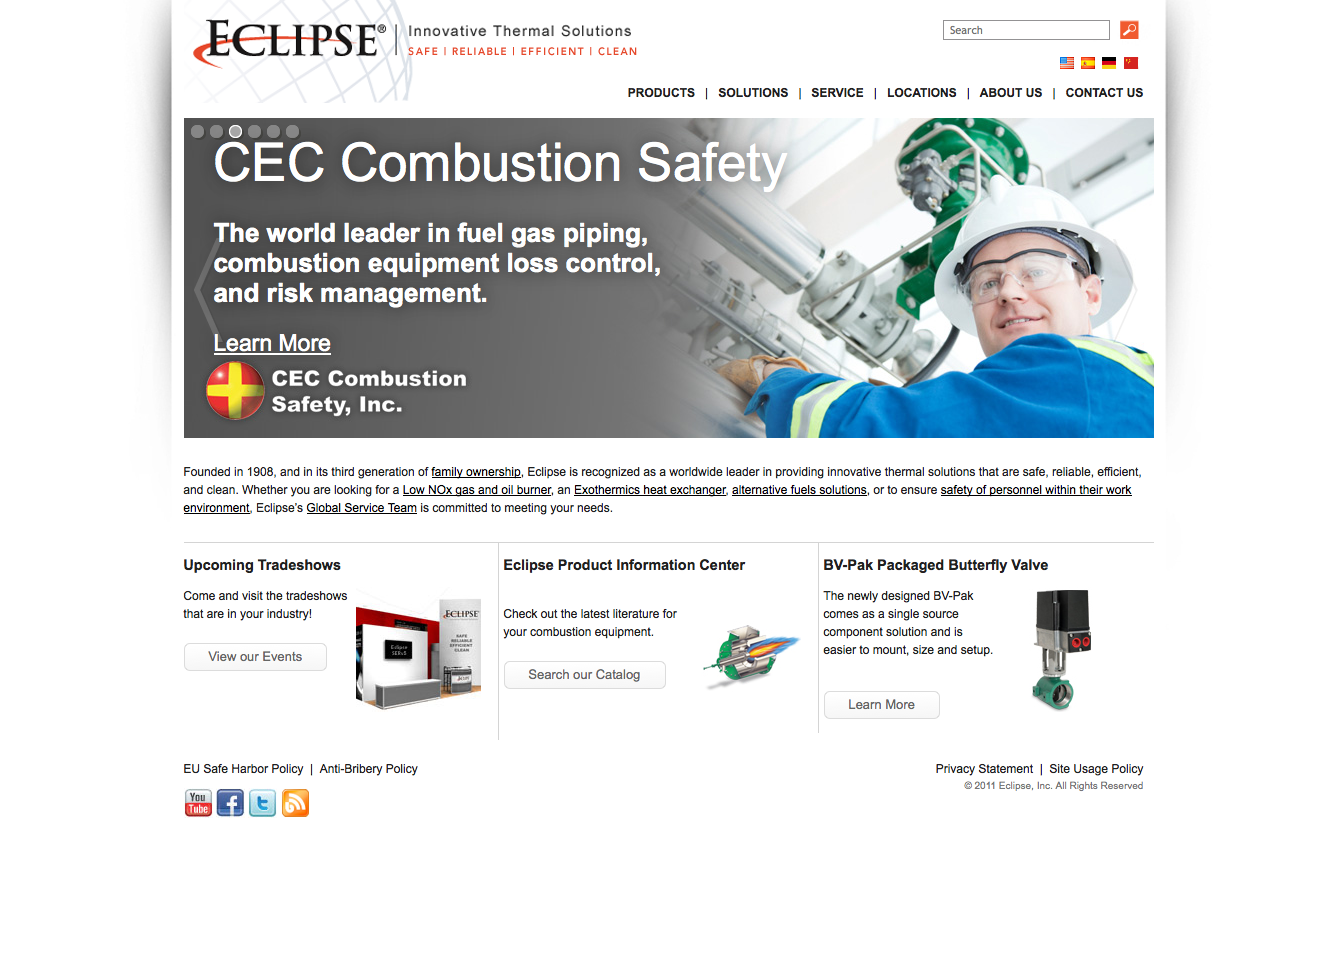 ECLIPSE®
Innovative Thermal Solutions
SAFE | RELIABLE | EFFICIENT | CLEAN
Search
PRODUCTS | SOLUTIONS | SERVICE | LOCATIONS | ABOUT US | CONTACT US
CEC Combustion Safety
The world leader in fuel gas piping,
combustion equipment loss control,
and risk management.
Learn More
CEC Combustion
Safety, Inc.
Founded in 1908, and in its third generation of family ownership, Eclipse is recognized as a worldwide leader in providing innovative thermal solutions that are safe, reliable, efficient,
and clean. Whether you are looking for a Low NOx gas and oil burner, an Exothermics heat exchanger, alternative fuels solutions, or to ensure safety of personnel within their work
environment, Eclipse's Global Service Team is committed to meeting your needs.
Upcoming Tradeshows
Come and visit the tradeshows
that are in your industry!
View our Events
ECLIPSE
SAFE
RELIABLE
EFFICIENT
CLEAN
Eclipse
Eclipse Product Information Center
Check out the latest literature for
your combustion equipment.
Search our Catalog
BV-Pak Packaged Butterfly Valve
The newly designed BV-Pak
comes as a single source
component solution and is
easier to mount, size and setup.
Learn More
EU Safe Harbor Policy | Anti-Bribery Policy
You
Tube
Privacy Statement | Site Usage Policy
© 2011 Eclipse, Inc. All Rights Reserved